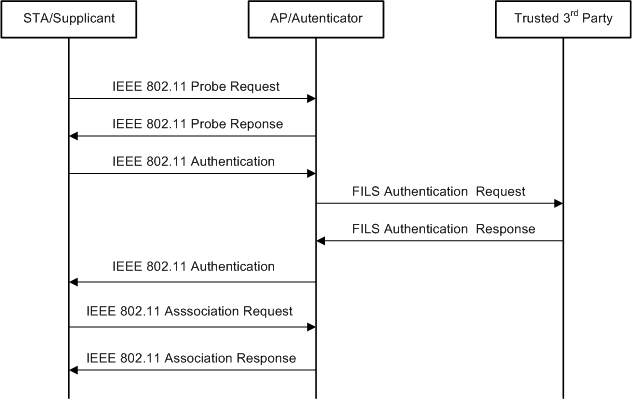 STA/Supplicant
AP/Autenticator
Trusted 3rd Party
IEEE 802.11 Probe Request
IEEE 802.11 Probe Reponse
IEEE 802.11 Authentication
FILS Authentication Request
FILS Authentication Response
IEEE 802.11 Authentication
IEEE 802.11 Asssociation Request
IEEE 802.11 Association Response